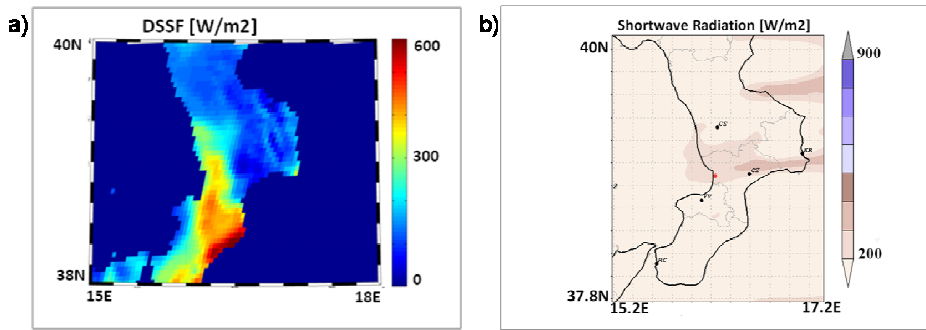 a)
DSSF [W/m2]
40N
38N
15E
18E
600
300
0
b)
Shortwave Radiation [W/m2]
40N
37.8N
15.2E
17.2E
900
200
CS
KR
CZ
VV
RC